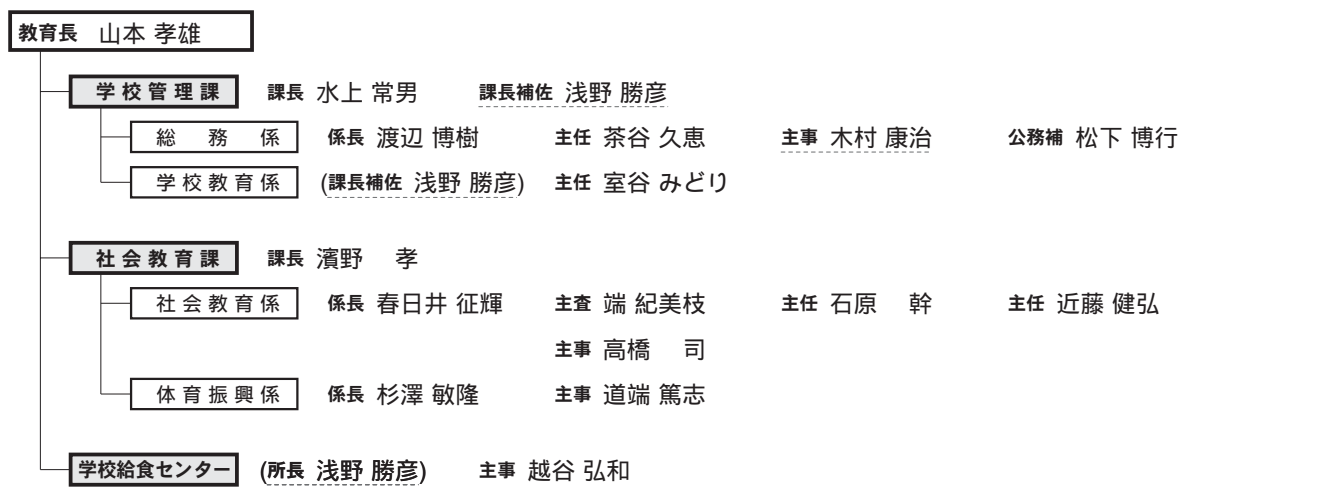 教育長 山本 孝雄
学校管理課 課長 水上 常男 課長補佐 浅野 勝彦
総務係 係長 渡辺 博樹 主任 茶谷 久恵 主事 木村 康治 公務補 松下 博行
学校教育係 (課長補佐 浅野 勝彦) 主任 室谷 みどり
社会教育課 課長 濱野 孝
社会教育係 係長 春日井 征輝 主査 端 紀美枝 主任 石原 幹 主任 近藤 健弘
主事 高橋 司
体育振興係 係長 杉澤 敏隆 主事 道端 篤志
学校給食センター (所長 浅野 勝彦) 主事 越谷 弘和